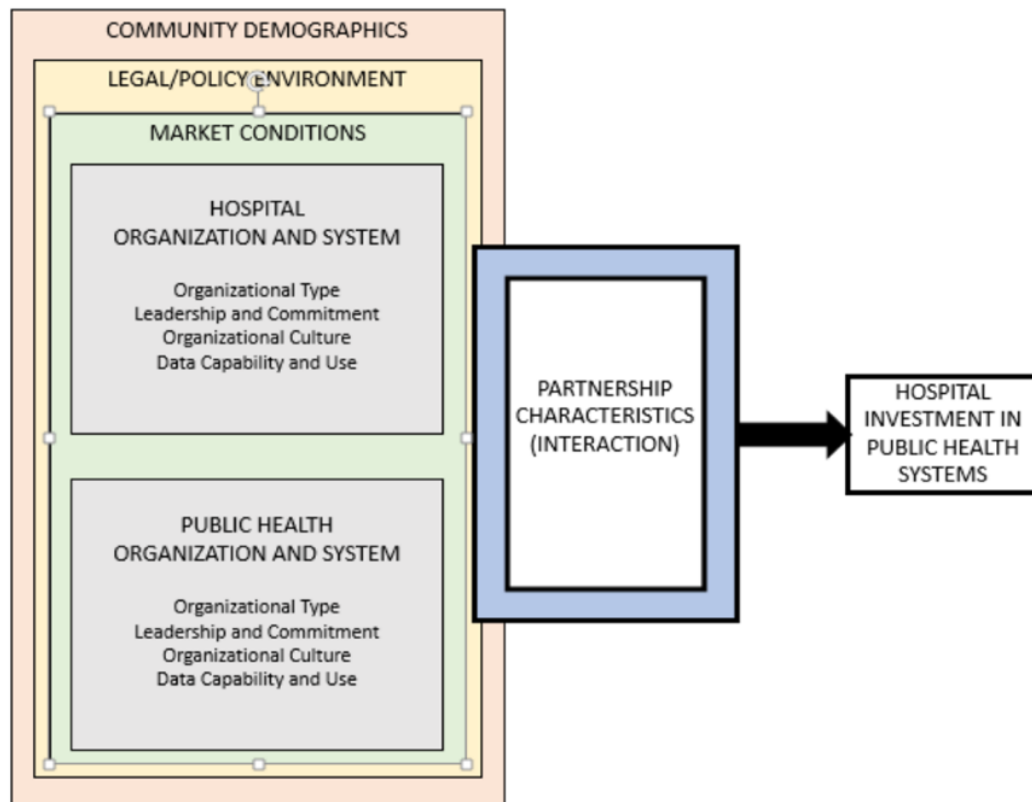 COMMUNITY DEMOGRAPHICS
LEGAL/POLICY ENVIRONMENT
MARKET CONDITIONS
HOSPITAL
ORGANIZATION AND SYSTEM
Organizational Type
Leadership and Commitment
Organizational Culture
Data Capability and Use
PUBLIC HEALTH
ORGANIZATION AND SYSTEM
Organizational Type
Leadership and Commitment
Organizational Culture
Data Capability and Use
PARTNERSHIP
CHARACTERISTICS
(INTERACTION)
HOSPITAL
INVESTMENT IN
PUBLIC HEALTH
SYSTEMS